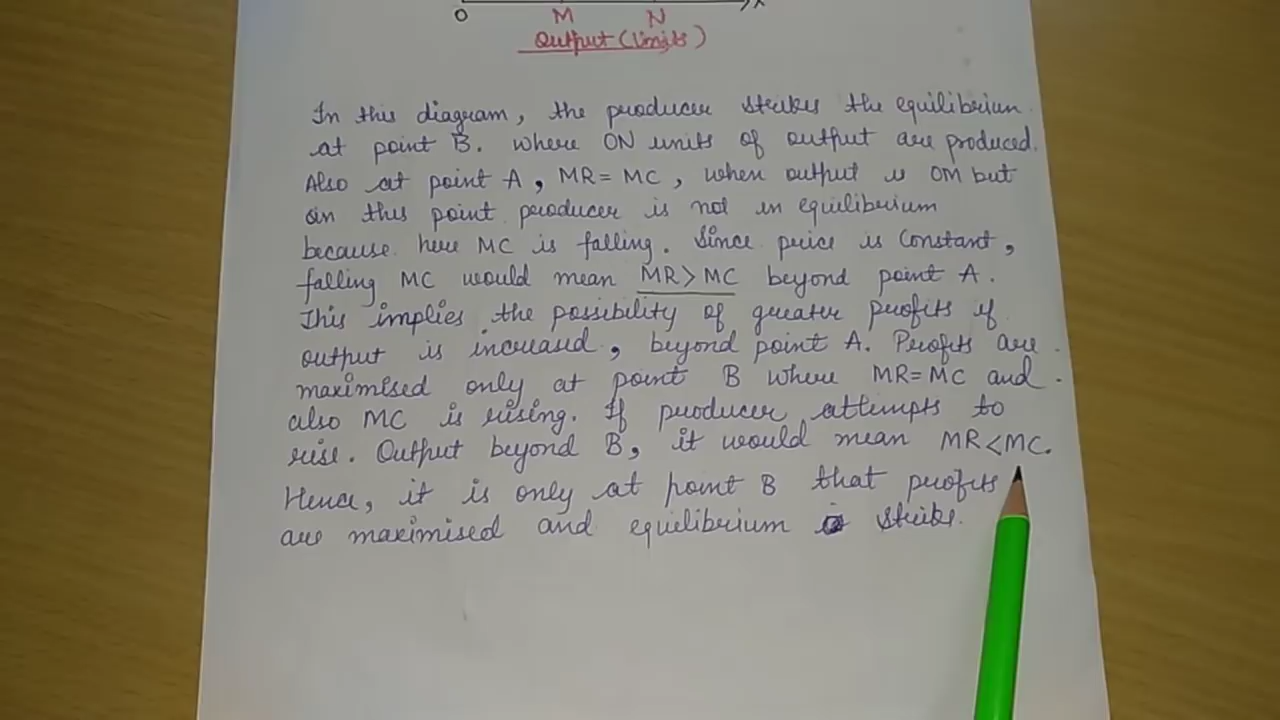 O M N X
Output (Units)
In this diagram, the producer strikes the equilibrium
at point B. where ON units of output are produced.
Also at point A, MR = MC, when output is OM but
on this point producer is not in equilibrium
because here MC is falling. Since price is constant,
falling MC would mean MR > MC beyond point A.
This implies the possibility of greater profits if
output is increased, beyond point A. Profits are
maximised only at point B where MR = MC and
also MC is rising. If producer attempts to
rise. Output beyond B, it would mean MR < MC.
Hence, it is only at point B that profits
are maximised and equilibrium strike.